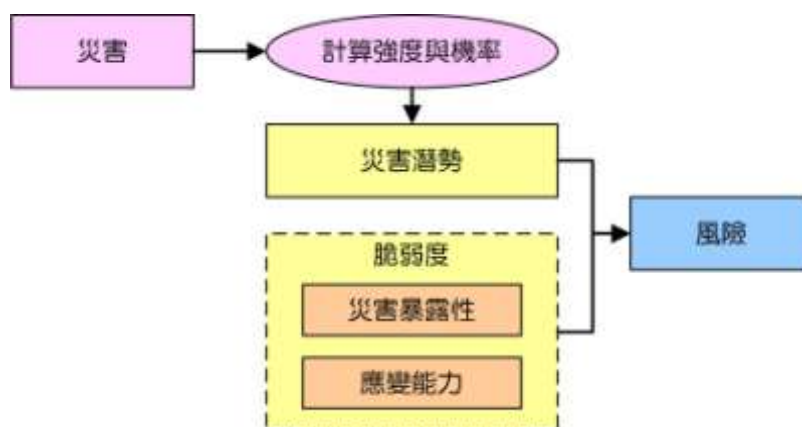 災害
計算強度與機率
災害潛勢
風險
脆弱度
災害暴露性
應變能力